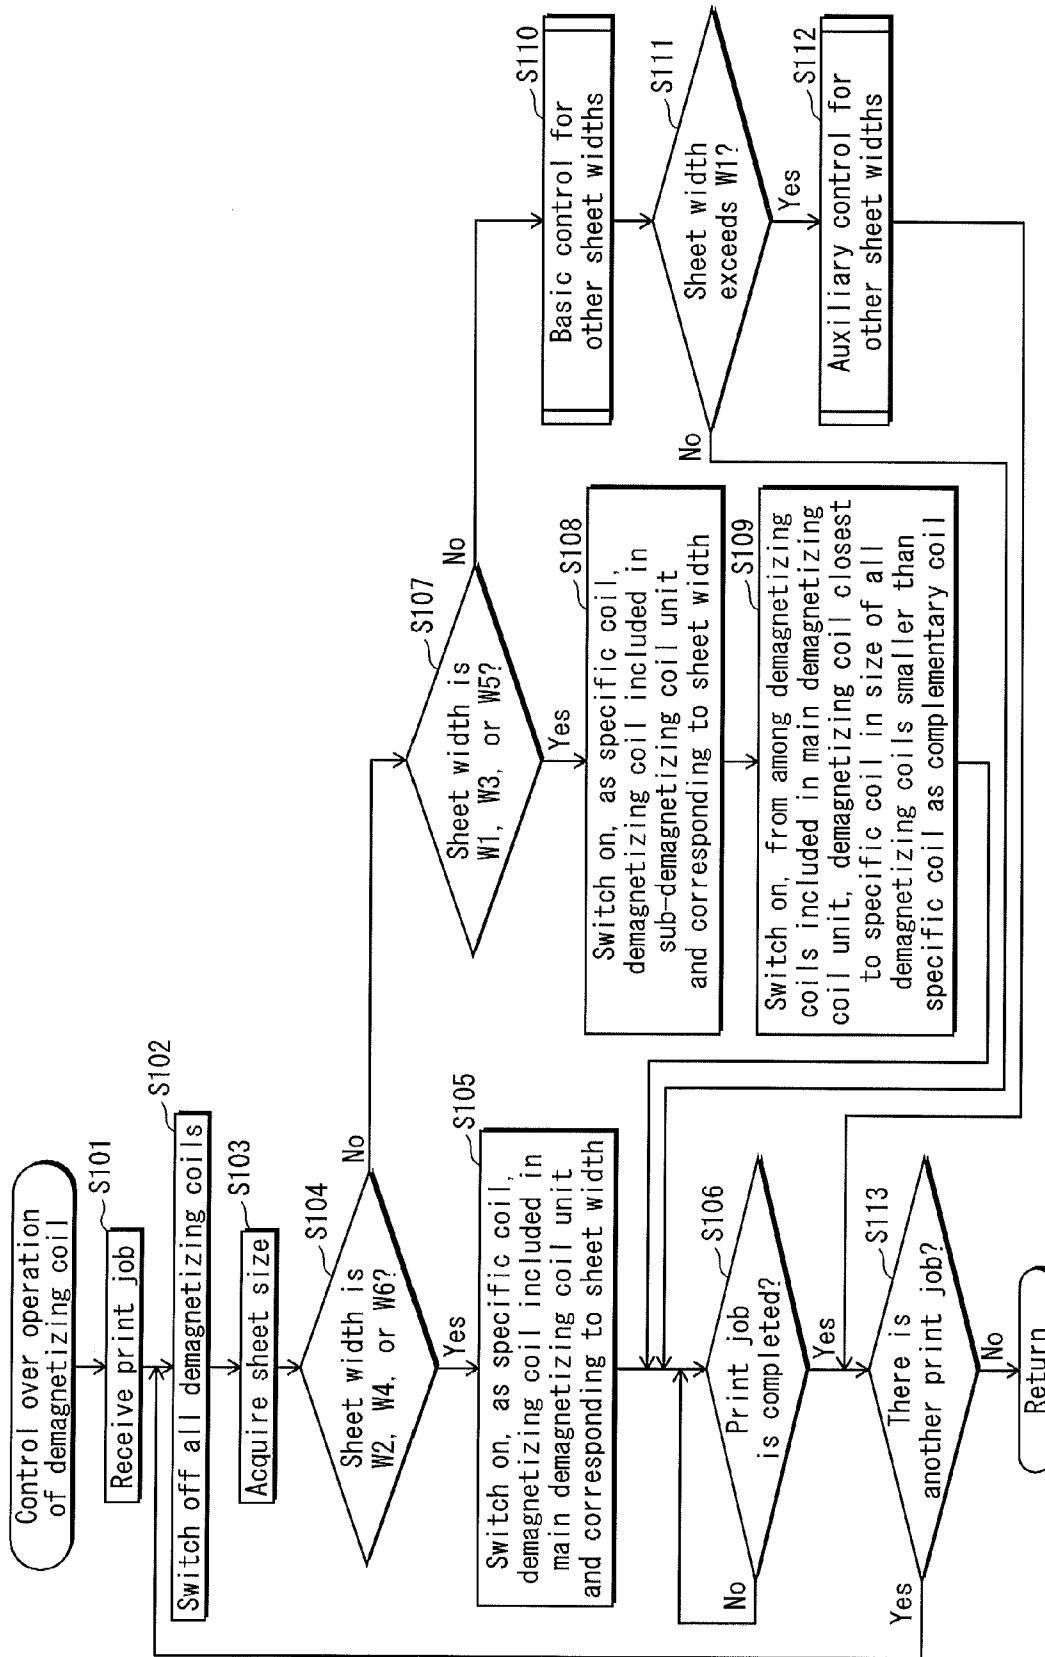 Control over operation
of demagnetizing coil
S101
Receive print job
S102
Switch off all demagnetizing coils
S103
Acquire sheet size
S104
Sheet width is
W2, W4, or W6?
No
Yes
S105
Switch on, as specific coil,
demagnetizing coil included in
main demagnetizing coil unit
and corresponding to sheet width
S106
Print job
is completed?
No
Yes
S113
There is
another print job?
Yes
No
Return
S107
Sheet width is
W1, W3, or W5?
No
Yes
S108
Switch on, as specific coil,
demagnetizing coil included in
sub-demagnetizing coil unit
and corresponding to sheet width
S109
Switch on, from among demagnetizing
coils included in main demagnetizing
coil unit, demagnetizing coil closest
to specific coil in size of all
demagnetizing coils smaller than
specific coil as complementary coil
S110
Basic control for
other sheet widths
S111
Sheet width
exceeds W1?
No
Yes
S112
Auxiliary control for
other sheet widths